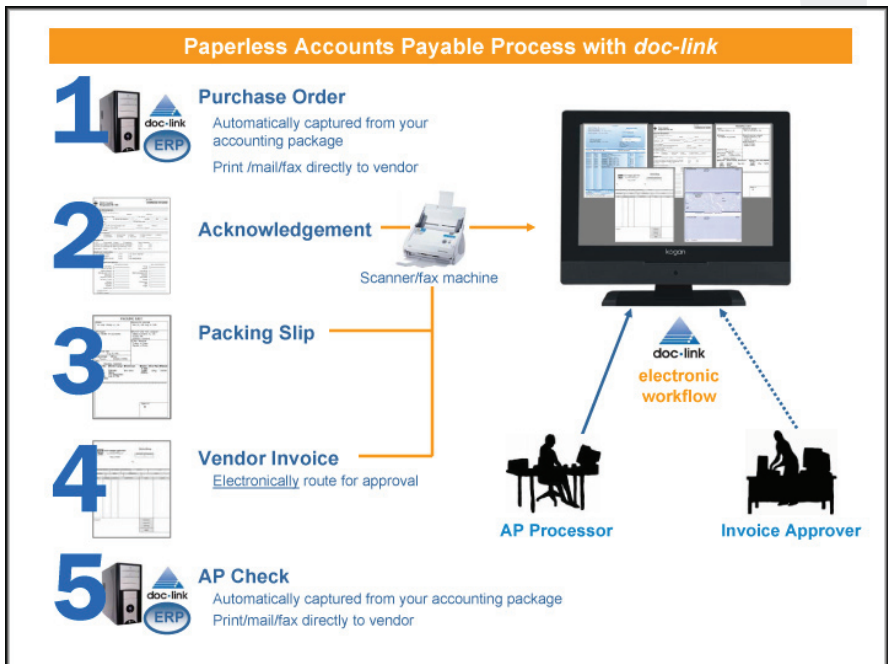 Paperless Accounts Payable Process with doc-link
1
doc-link
ERP
Purchase Order
Automatically captured from your
accounting package
Print /mail/fax directly to vendor
2
Acknowledgement
Scanner/fax machine
kogan
3
Packing Slip
doc-link
electronic
workflow
4
Vendor Invoice
Electronically route for approval
AP Processor
Invoice Approver
5
doc-link
ERP
AP Check
Automatically captured from your accounting package
Print/mail/fax directly to vendor